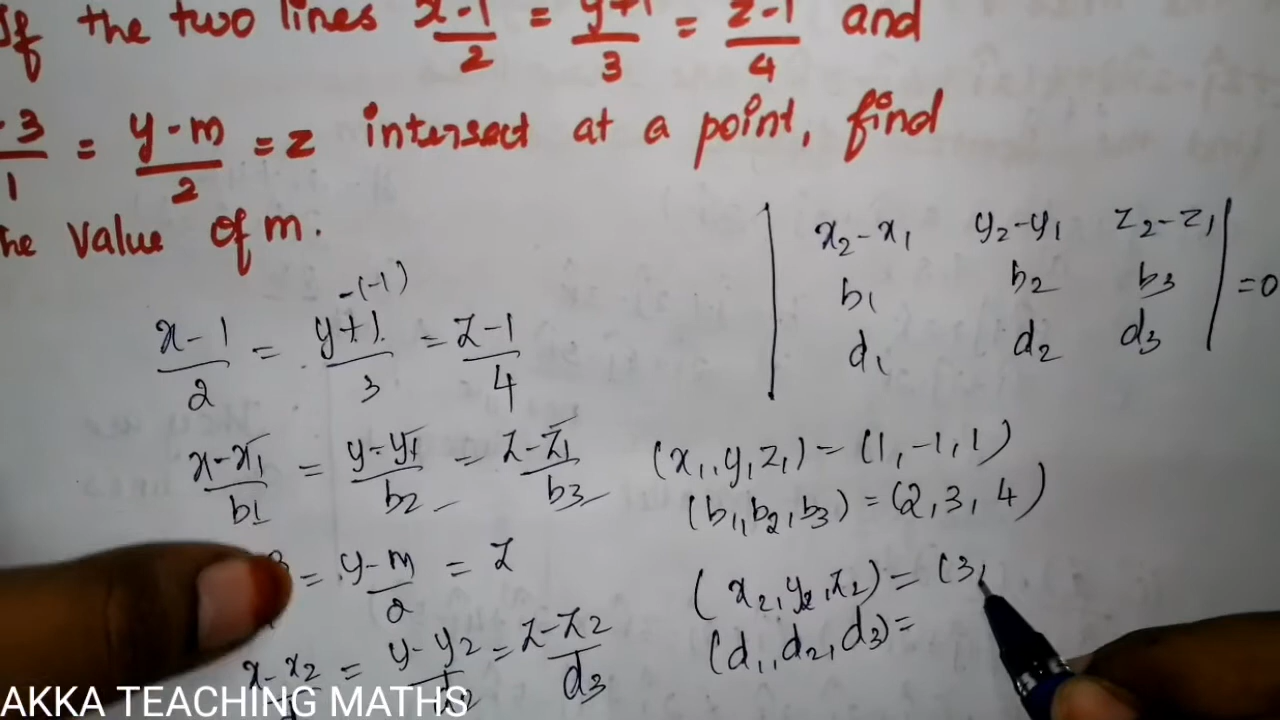 If the two lines x-1/2 = y+1/3 = z-1/4 and
-3/1 = y-m/2 = z intersect at a point, find
he value of m.
x₂-x₁ y₂-y₁ z₂-z₁
b₁ b₂ b₃ =0
d₁ d₂ d₃
-(-1)
x-1/2 = y+1/3 = z-1/4
x-x₁/b₁ = y-y₁/b₂ = z-z₁/b₃
(x₁,y₁z₁) = (1,-1,1)
(b₁,b₂,b₃) = (2,3,4)
= y-m/2 = z
(x₂,y₂,z₂) = (3,
x-x₂ = y-y₂/d₂ = z-z₂/d₃
(d₁,d₂,d₃) =
AKKA TEACHING MATHS